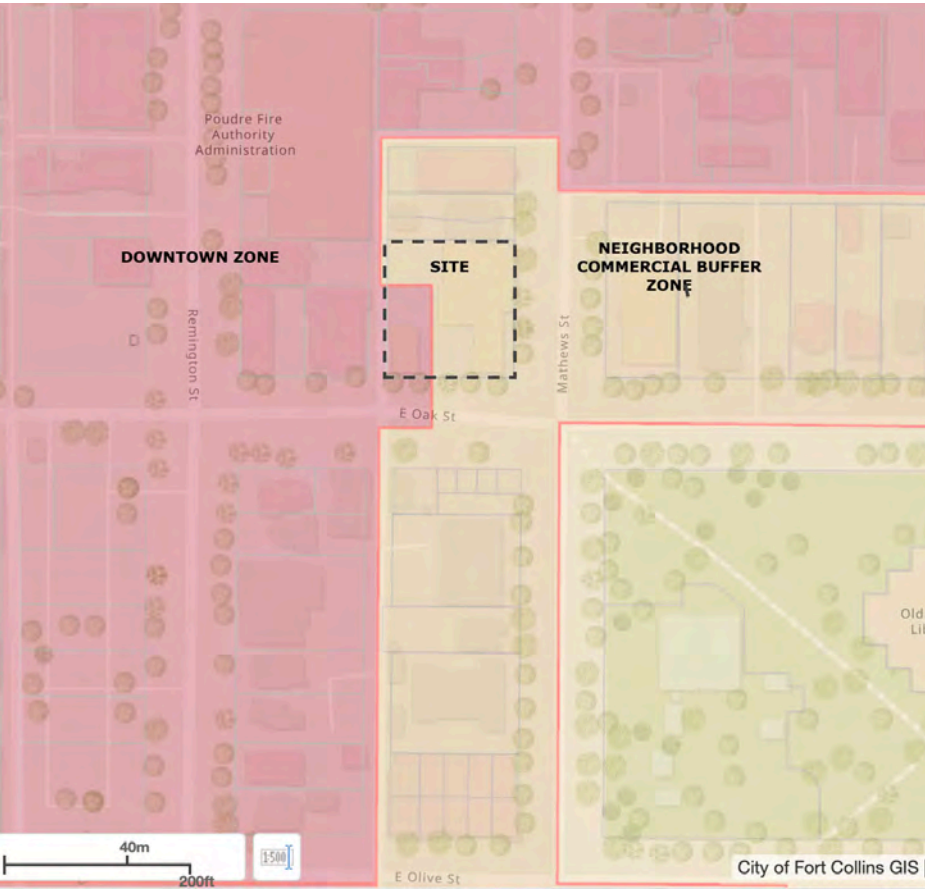 Poudre Fire
Authority
Administration
DOWNTOWN ZONE
SITE
NEIGHBORHOOD
COMMERCIAL BUFFER
ZONE
Remington St
Mathews St
E Oak St
Old
Li
40m
200ft
1:500
E Olive St
City of Fort Collins GIS